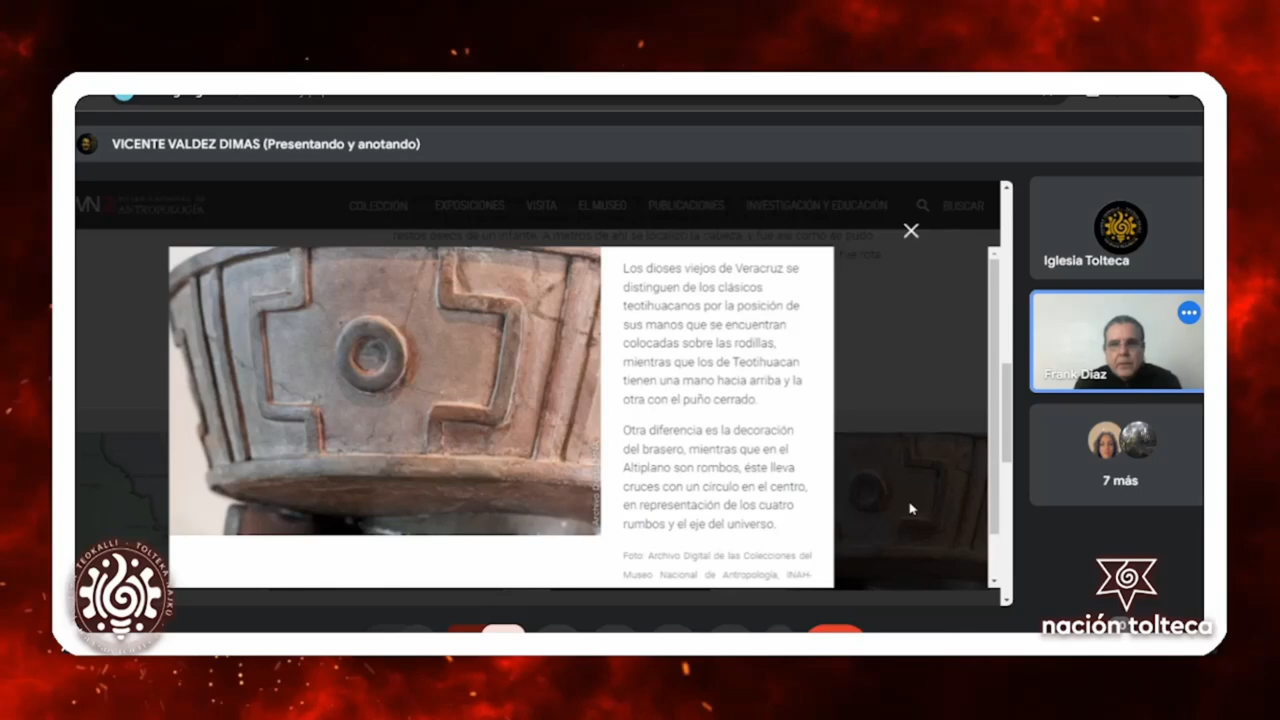 VICENTE VALDEZ DIMAS (Presentando y anotando)
ANTROPOLOGÍA
COLECCIÓN EXPOSICIONES VISITA EL MUSEO PUBLICACIONES INVESTIGACIÓN Y EDUCACIÓN BUSCAR
Los dioses viejos de Veracruz se
distinguen de los clásicos
teotihuacanos por la posición de
sus manos que se encuentran
colocadas sobre las rodillas,
mientras que los de Teotihuacan
tienen una mano hacia arriba y la
otra con el puño cerrado.
Otra diferencia es la decoración
del brasero, mientras que en el
Altiplano son rombos, éste lleva
cruces con un círculo en el centro,
en representación de los cuatro
rumbos y el eje del universo.
Foto: Archivo Digital de las Colecciones del
Museo Nacional de Antropología, INAH-
Iglesia Tolteca
Frank Diaz
7 más
TEOKALLI · TOLTEKA
nación tolteca